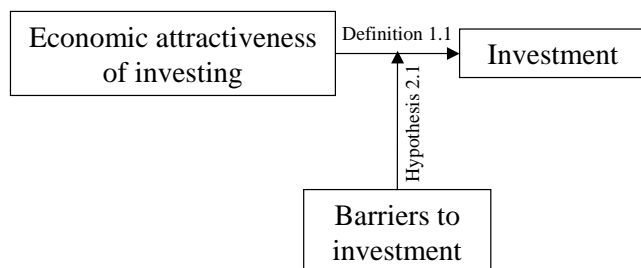 Economic attractiveness
of investing
Definition 1.1
Investment
Hypothesis 2.1
Barriers to
investment